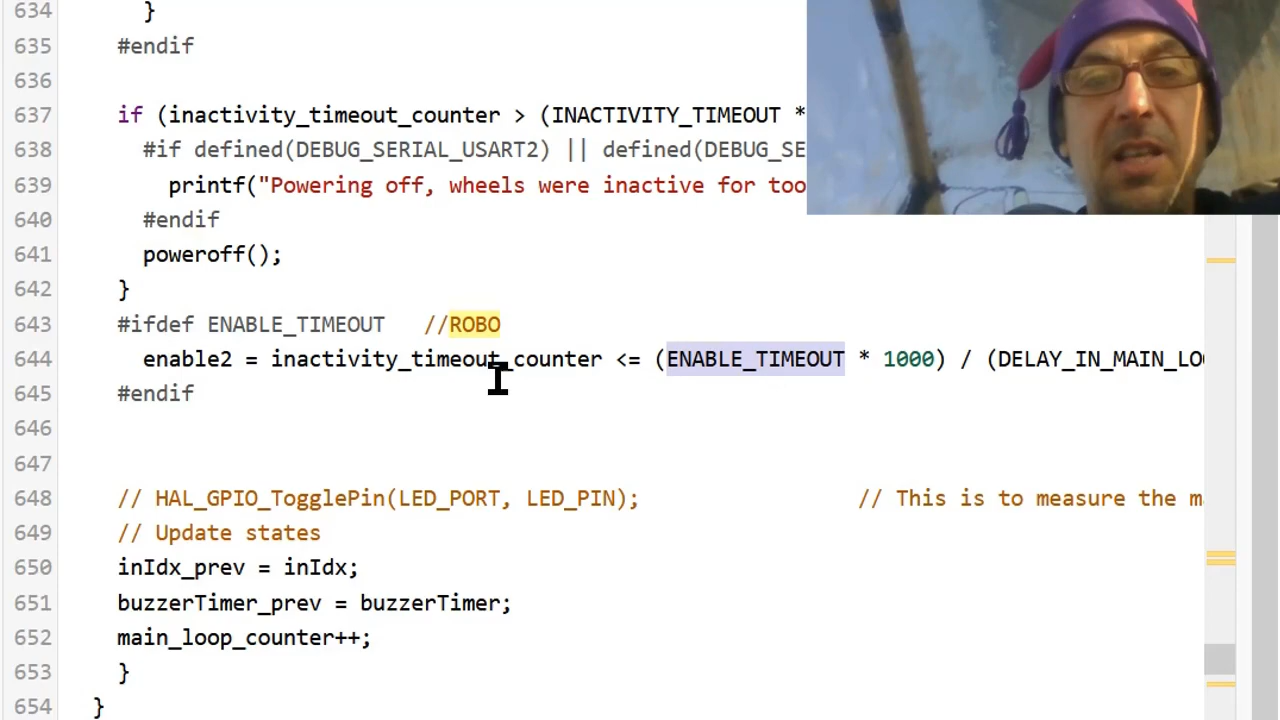 634 }
635 #endif
636
637 if (inactivity_timeout_counter > (INACTIVITY_TIMEOUT *
638 #if defined(DEBUG_SERIAL_USART2) || defined(DEBUG_SE
639 printf("Powering off, wheels were inactive for too
640 #endif
641 poweroff();
642 }
643 #ifdef ENABLE_TIMEOUT //ROBO
644 enable2 = inactivity_timeout_counter <= (ENABLE_TIMEOUT * 1000) / (DELAY_IN_MAIN_LO
645 #endif
646
647
648 // HAL_GPIO_TogglePin(LED_PORT, LED_PIN); // This is to measure the m
649 // Update states
650 inIdx_prev = inIdx;
651 buzzerTimer_prev = buzzerTimer;
652 main_loop_counter++;
653 }
654 }